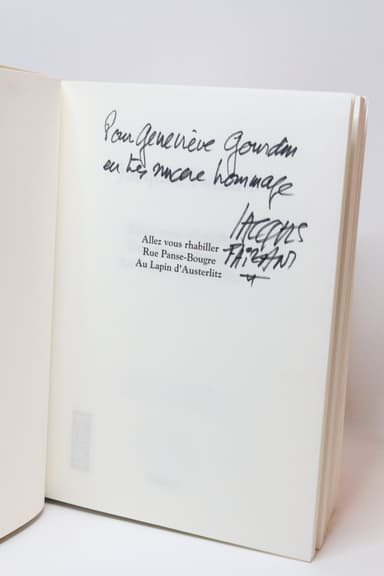 Pour Geneviève Gourdin
en très sincère hommage
JACQUES
FAIZANT
Allez vous rhabiller
Rue Panse-Bougre
Au Lapin d'Austerlitz